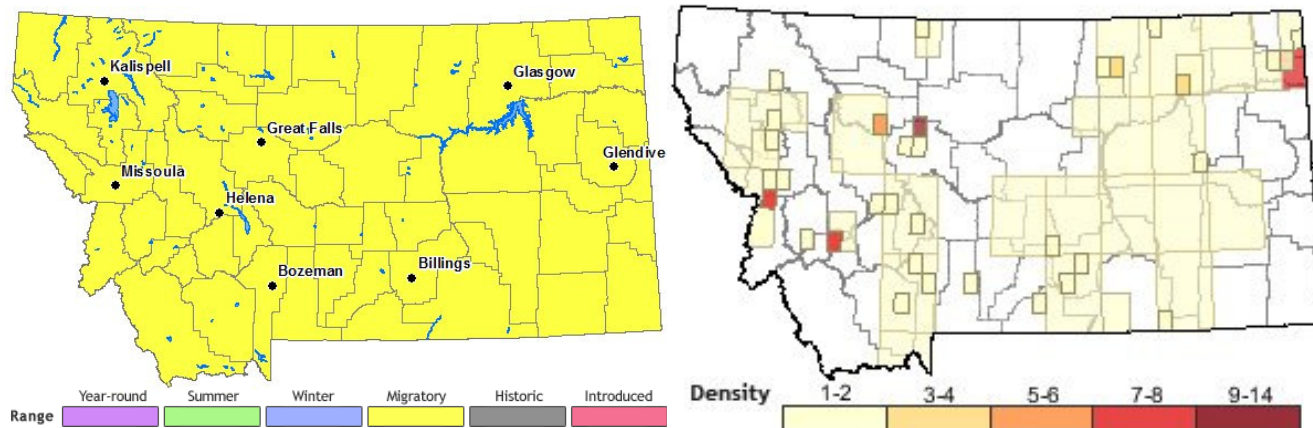 Kalispell
Glasgow
Great Falls
Glendive
Missoula
Helena
Bozeman
Billings
Year-round Summer Winter Migratory Historic Introduced
Range
Density 1-2 3-4 5-6 7-8 9-14